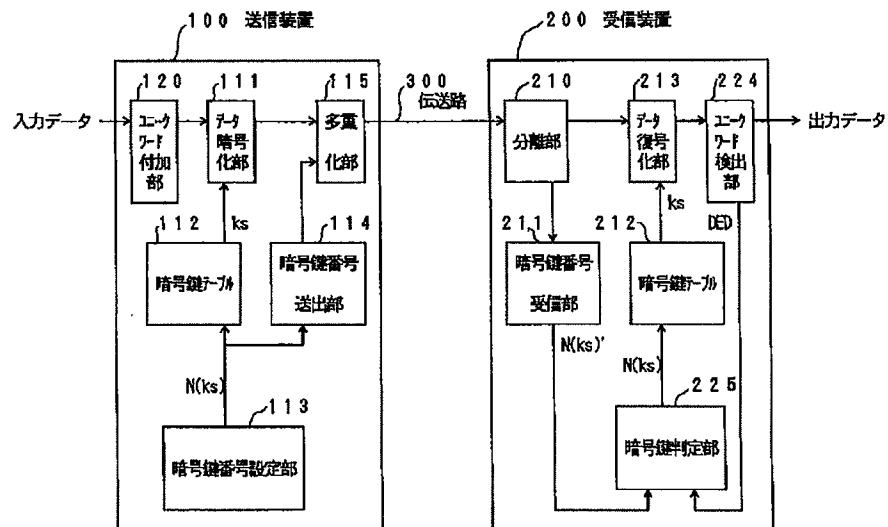 100 送信装置
200 受信装置
120
111
115
300
伝送路
210
213
224
入力データ
ユニーク
ワード
付加
部
データ
暗号
化部
多重
化部
分離部
データ
復号
化部
ユニーク
ワード
検出
部
出力データ
112
ks
114
211
212
ks
DED
暗号鍵テーブル
暗号鍵番号
送出部
暗号鍵番号
受信部
暗号鍵テーブル
N(ks)
N(ks)'
N(ks)
113
225
暗号鍵番号設定部
暗号鍵判定部